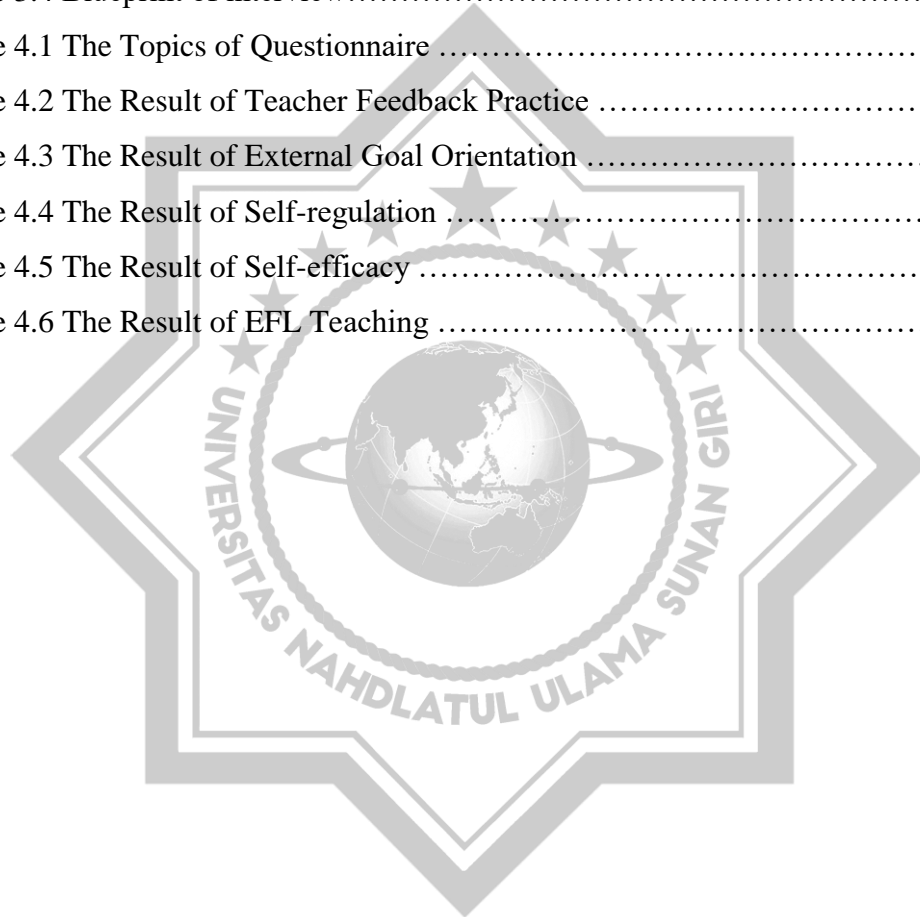 e 4.1 The Topics of Questionnaire ……………………………………………
e 4.2 The Result of Teacher Feedback Practice ……………………………
e 4.3 The Result of External Goal Orientation ………………………………
e 4.4 The Result of Self-regulation ……………………………………………
e 4.5 The Result of Self-efficacy ………………………………………………
e 4.6 The Result of EFL Teaching ……………………………………………
UNIVERSITAS NAHDLATUL ULAMA SUNAN GIRI